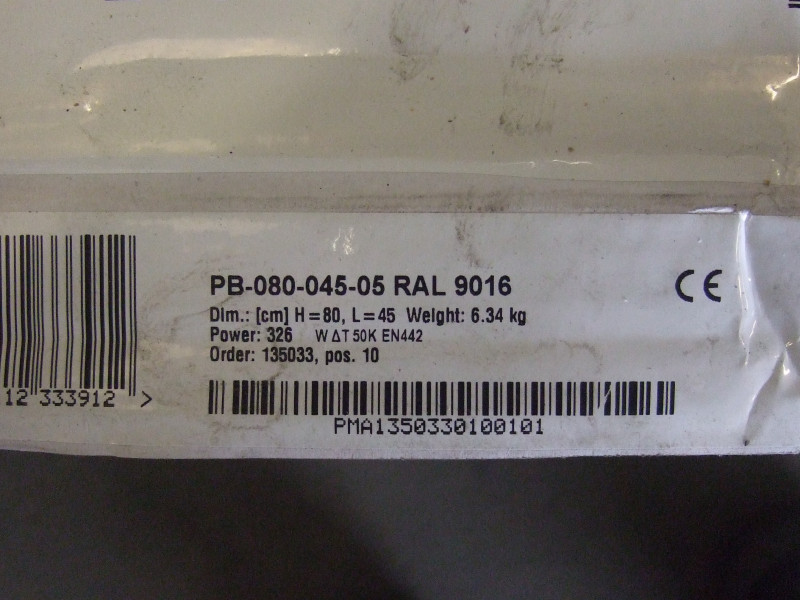 PB-080-045-05 RAL 9016
CE
Dim.: [cm] H=80, L=45 Weight: 6.34 kg
Power: 326 W ΔT 50K EN442
Order: 135033, pos. 10
12 333912 >
PMA1350330100101